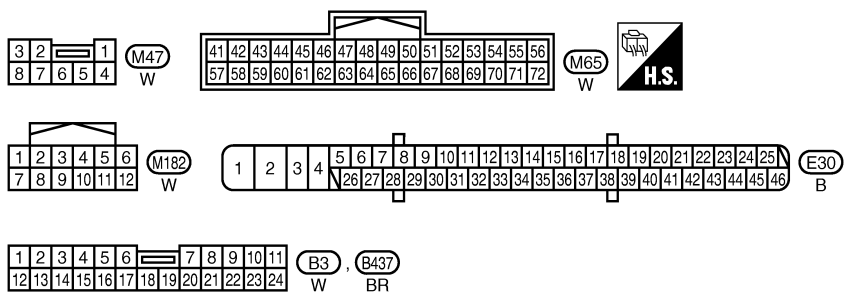 3 2 1 M47
8 7 6 5 4 W
41 42 43 44 45 46 47 48 49 50 51 52 53 54 55 56 M65
57 58 59 60 61 62 63 64 65 66 67 68 69 70 71 72 W
H.S.
1 2 3 4 5 6 M182
7 8 9 10 11 12 W
1 2 3 4 5 6 7 8 9 10 11 12 13 14 15 16 17 18 19 20 21 22 23 24 25 E30
26 27 28 29 30 31 32 33 34 35 36 37 38 39 40 41 42 43 44 45 46 B
1 2 3 4 5 6 7 8 9 10 11 B3 , B437
12 13 14 15 16 17 18 19 20 21 22 23 24 W BR